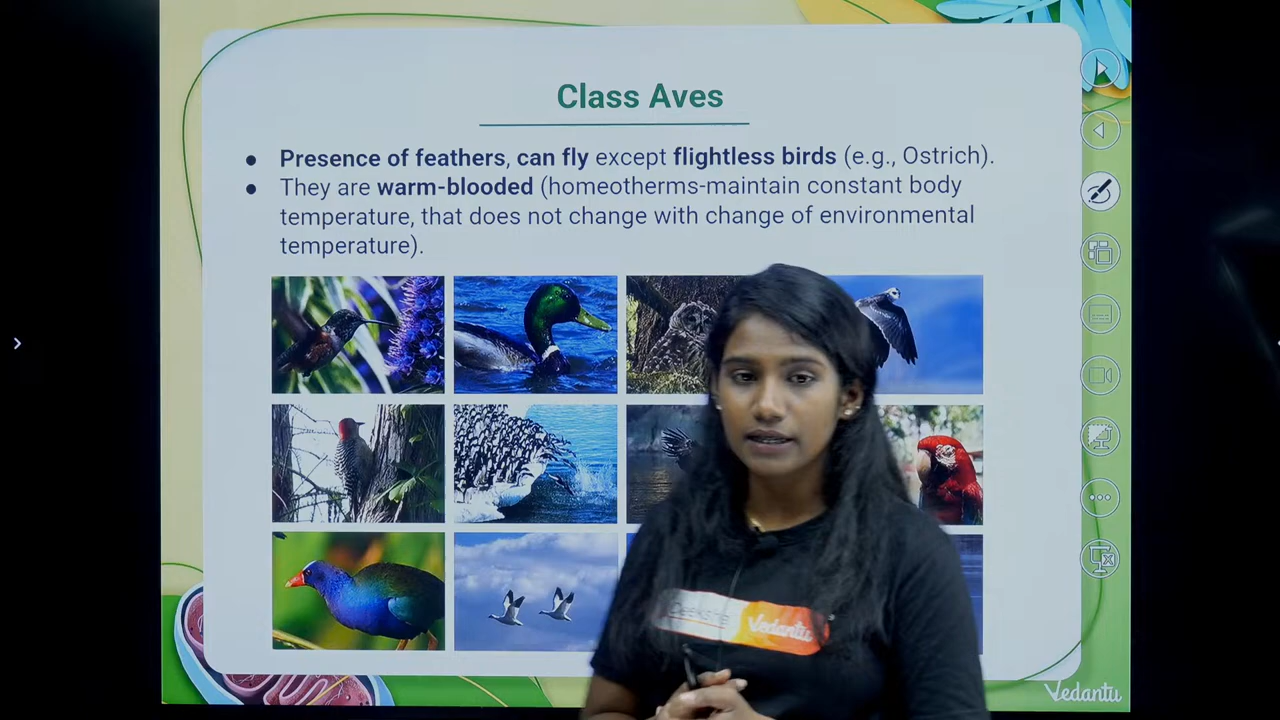 Class Aves
● Presence of feathers, can fly except flightless birds (e.g., Ostrich).
● They are warm-blooded (homeotherms-maintain constant body
temperature, that does not change with change of environmental
temperature).
Vedantu
Vedantu